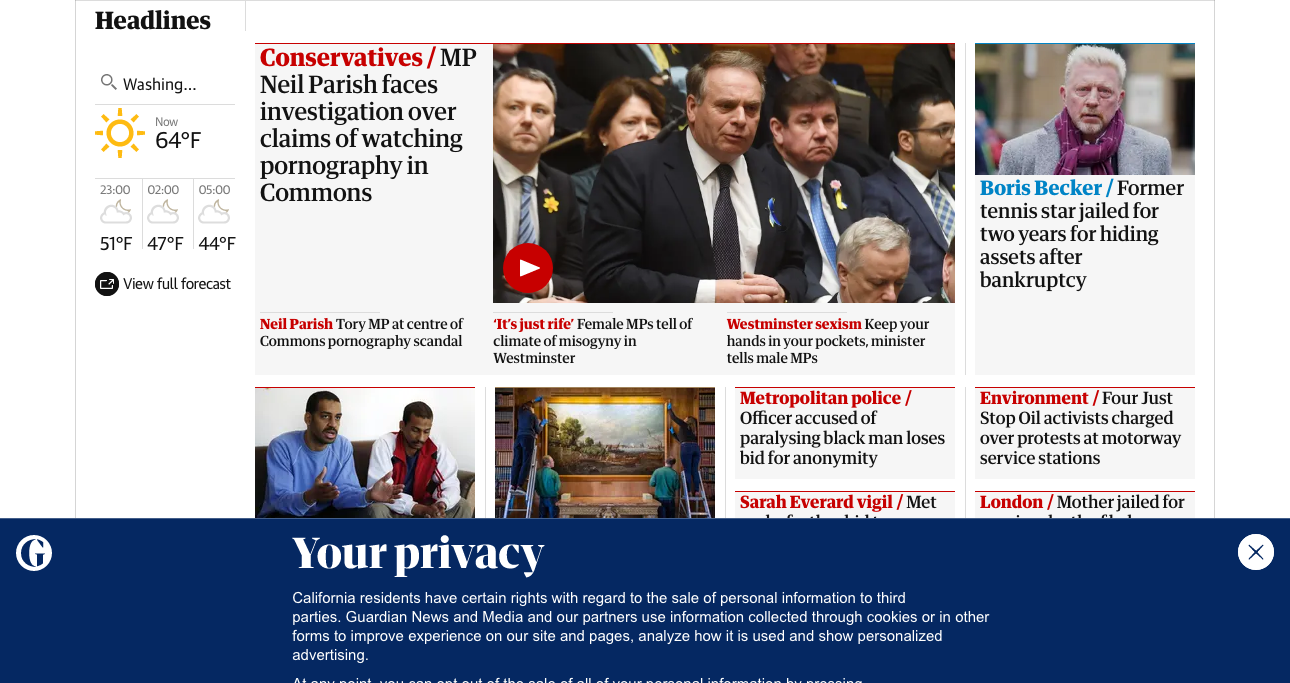 Headlines
Washing...
Now
64°F
23:00
02:00
05:00
51°F
47°F
44°F
View full forecast
Conservatives / MP
Neil Parish faces
investigation over
claims of watching
pornography in
Commons
Neil Parish Tory MP at centre of
Commons pornography scandal
‘It’s just rife’ Female MPs tell of
climate of misogyny in
Westminster
Westminster sexism Keep your
hands in your pockets, minister
tells male MPs
Boris Becker / Former
tennis star jailed for
two years for hiding
assets after
bankruptcy
Metropolitan police /
Officer accused of
paralysing black man loses
bid for anonymity
Environment / Four Just
Stop Oil activists charged
over protests at motorway
service stations
Sarah Everard vigil / Met
London / Mother jailed for
Your privacy
California residents have certain rights with regard to the sale of personal information to third
parties. Guardian News and Media and our partners use information collected through cookies or in other
forms to improve experience on our site and pages, analyze how it is used and show personalized
advertising.
At any point, you can opt out of the sale of all of your personal information by pressing